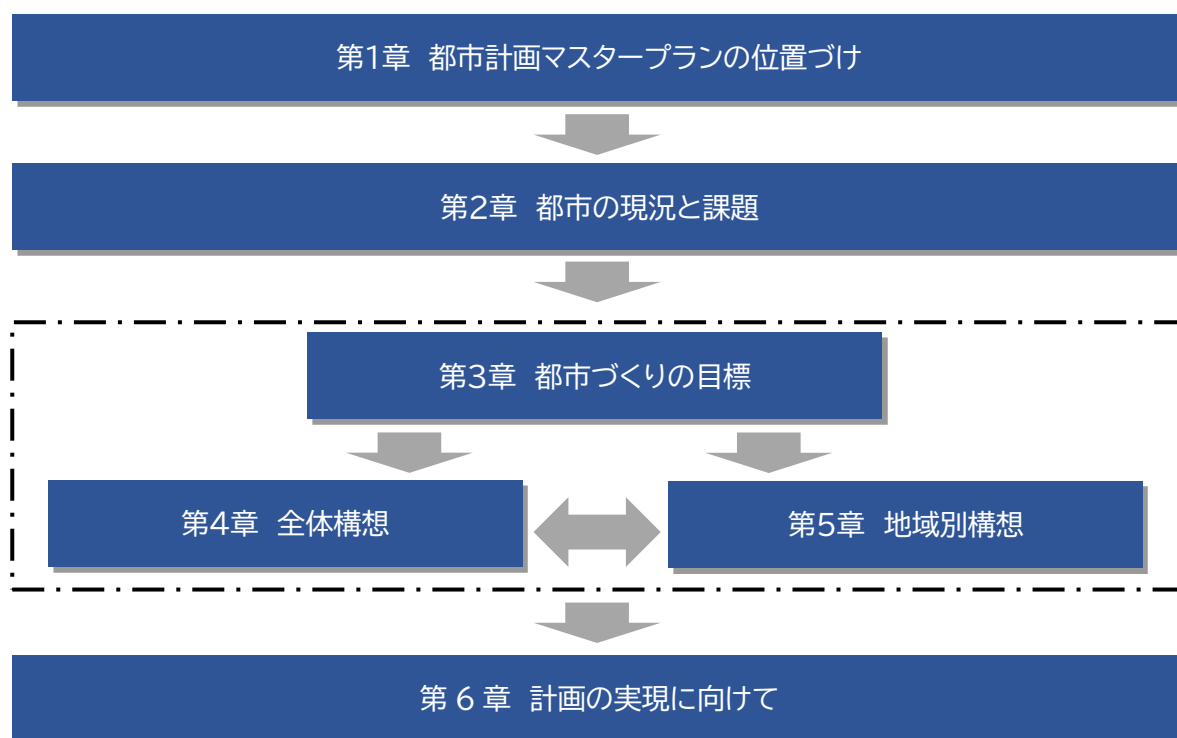 第1章 都市計画マスタープランの位置づけ
第2章 都市の現況と課題
第3章 都市づくりの目標
第4章 全体構想
第5章 地域別構想
第 6 章 計画の実現に向けて